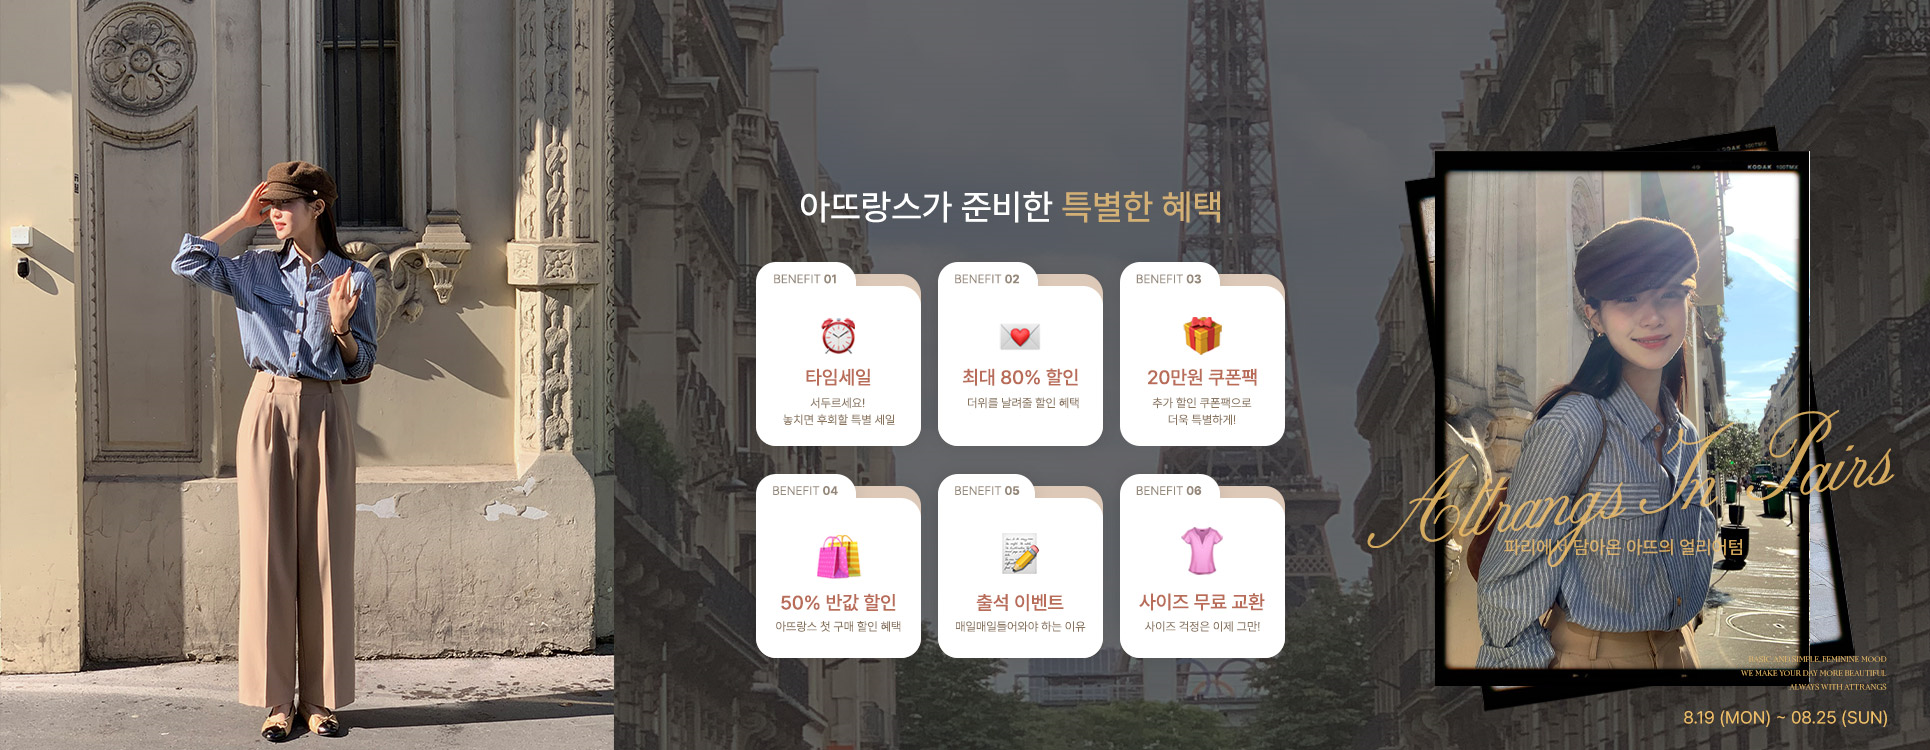 아뜨랑스가 준비한 특별한 혜택
BENEFIT 01
타임세일
서두르세요!
놓치면 후회할 특별 세일
BENEFIT 02
최대 80% 할인
더위를 날려줄 할인 혜택
BENEFIT 03
20만원 쿠폰팩
추가 할인 쿠폰팩으로
더욱 특별하게!
BENEFIT 04
50% 반값 할인
아뜨랑스 첫 구매 할인 혜택
BENEFIT 05
출석 이벤트
매일매일들어와야 하는 이유
BENEFIT 06
사이즈 무료 교환
사이즈 걱정은 이제 그만!
KODAK 100TMX
KODAK 100TMX
Attrangs In Pairs
파리에서 담아온 아뜨의 얼리어텀
BASIC AND SIMPLE, FEMININE MOOD
WE MAKE YOUR DAY MORE BEAUTIFUL
ALWAYS WITH ATTRANGS
8.19 (MON) ~ 08.25 (SUN)